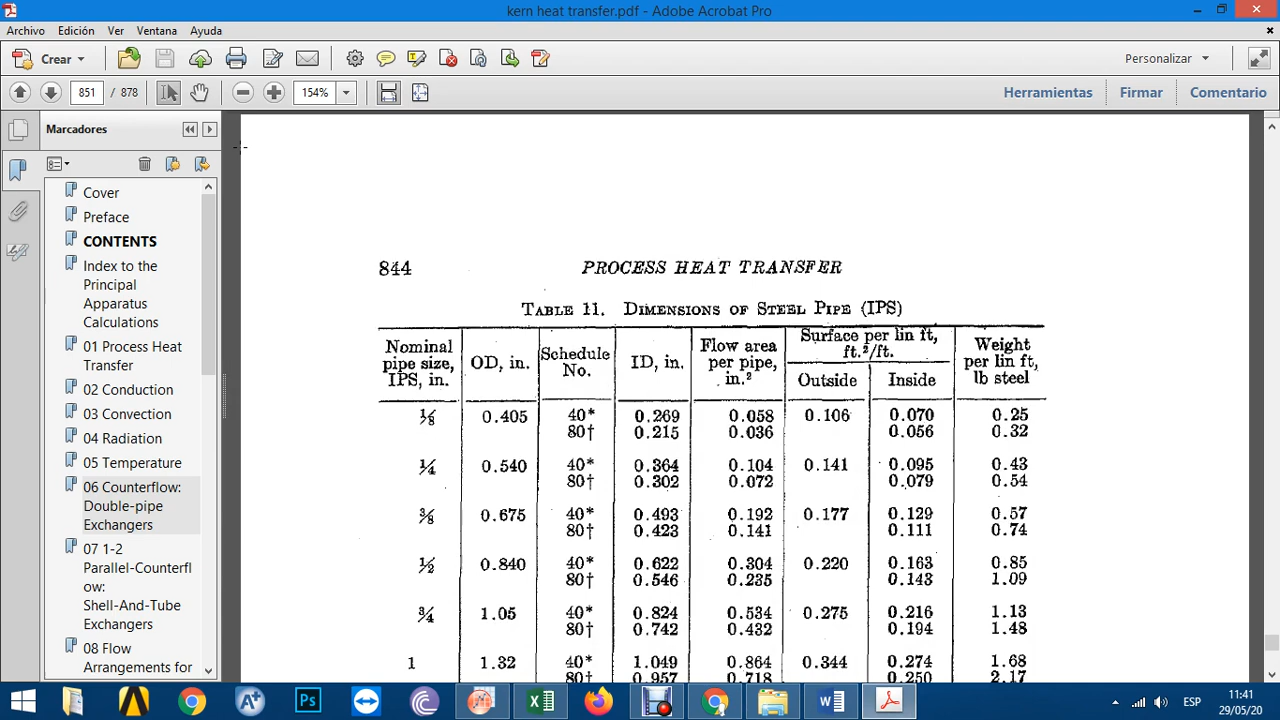 kern heat transfer.pdf - Adobe Acrobat Pro
Archivo Edición Ver Ventana Ayuda
Crear Personalizar
851 / 878 154% Herramientas Firmar Comentario
Marcadores
Cover
Preface
CONTENTS
Index to the
Principal
Apparatus
Calculations
01 Process Heat
Transfer
02 Conduction
03 Convection
04 Radiation
05 Temperature
06 Counterflow:
Double-pipe
Exchangers
07 1-2
Parallel-Counterfl
ow:
Shell-And-Tube
Exchangers
08 Flow
Arrangements for
844 PROCESS HEAT TRANSFER
TABLE 11. DIMENSIONS OF STEEL PIPE (IPS)
Nominal pipe size, IPS, in. OD, in. Schedule No. ID, in. Flow area per pipe, in.² Surface per lin ft, ft.²/ft. Weight per lin ft, lb steel
Outside Inside
⅛ 0.405 40* 0.269 0.058 0.106 0.070 0.25
80† 0.215 0.036 0.056 0.32
¼ 0.540 40* 0.364 0.104 0.141 0.095 0.43
80† 0.302 0.072 0.079 0.54
⅜ 0.675 40* 0.493 0.192 0.177 0.129 0.57
80† 0.423 0.141 0.111 0.74
½ 0.840 40* 0.622 0.304 0.220 0.163 0.85
80† 0.546 0.235 0.143 1.09
¾ 1.05 40* 0.824 0.534 0.275 0.216 1.13
80† 0.742 0.432 0.194 1.48
1 1.32 40* 1.049 0.864 0.344 0.274 1.68
80† 0.957 0.718 0.250 2.17
A+ Ps ESP 11:41
29/05/20